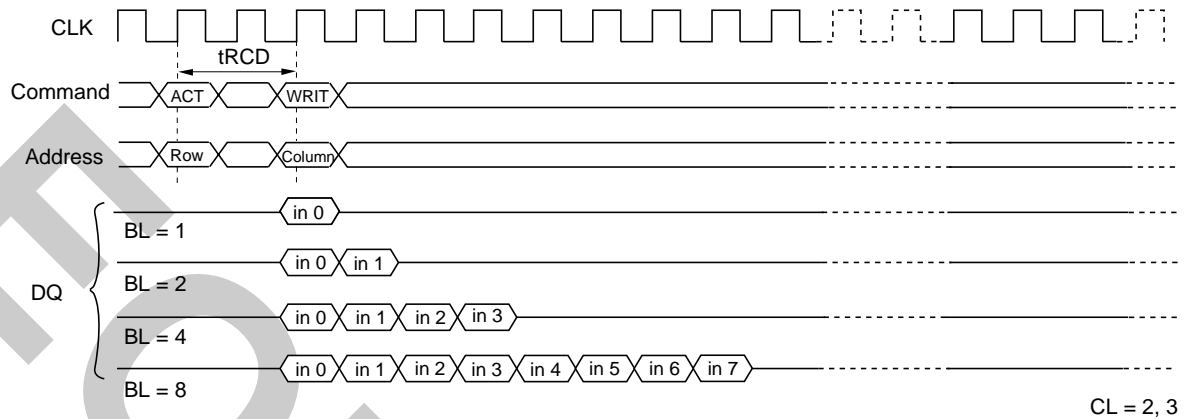 CLK
tRCD
Command ACT WRIT
Address Row Column
DQ
in 0
BL = 1
in 0 in 1
BL = 2
in 0 in 1 in 2 in 3
BL = 4
in 0 in 1 in 2 in 3 in 4 in 5 in 6 in 7
BL = 8
CL = 2, 3